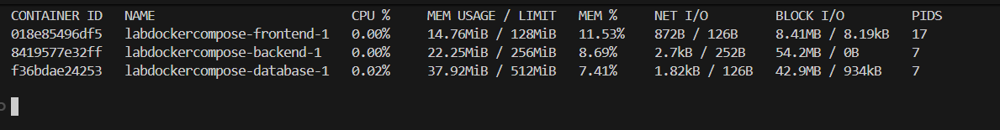 CONTAINER ID NAME CPU % MEM USAGE / LIMIT MEM % NET I/O BLOCK I/O PIDS
018e85496df5 labdockercompose-frontend-1 0.00% 14.76MiB / 128MiB 11.53% 872B / 126B 8.41MB / 8.19kB 17
8419577e32ff labdockercompose-backend-1 0.00% 22.25MiB / 256MiB 8.69% 2.7kB / 252B 54.2MB / 0B 7
f36bdae24253 labdockercompose-database-1 0.02% 37.92MiB / 512MiB 7.41% 1.82kB / 126B 42.9MB / 934kB 7